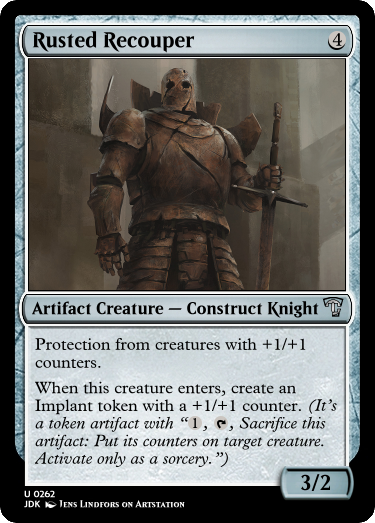 Rusted Recouper
4
Artifact Creature — Construct Knight
Protection from creatures with +1/+1
counters.
When this creature enters, create an
Implant token with a +1/+1 counter. (It's
a token artifact with “1, , Sacrifice this
artifact: Put its counters on target creature.
Activate only as a sorcery.”)
3/2
U 0262
JDK Jens Lindfors on Artstation